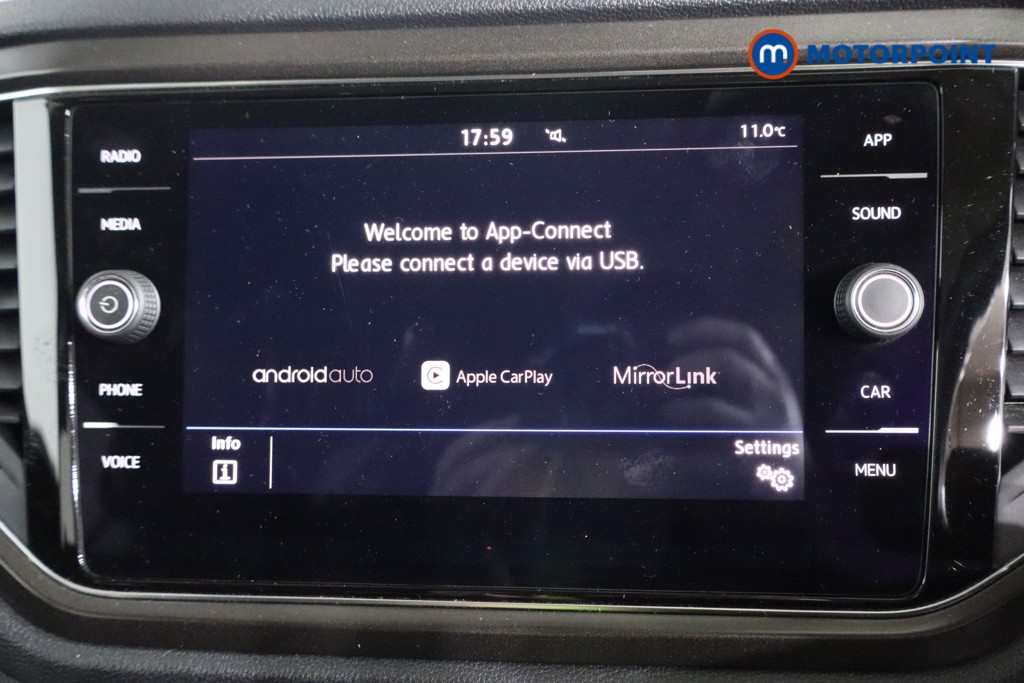 m MOTORPOINT
17:59
11.0°C
RADIO
APP
MEDIA
SOUND
Welcome to App-Connect
Please connect a device via USB.
androidauto
Apple CarPlay
MirrorLink
PHONE
CAR
Info
Settings
VOICE
MENU